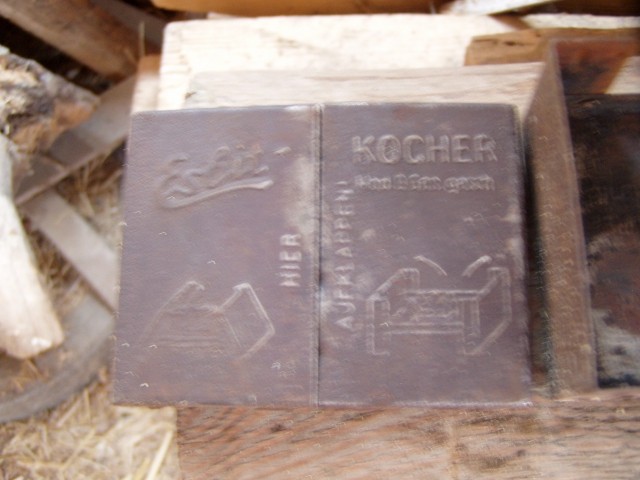 Esbit
KOCHER
HIER
AUFKLAPPEN!